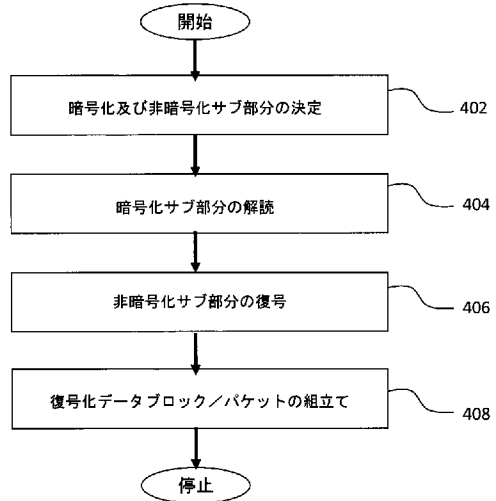 開始
暗号化及び非暗号化サブ部分の決定
402
暗号化サブ部分の解読
404
非暗号化サブ部分の復号
406
復号化データブロック／パケットの組立て
408
停止